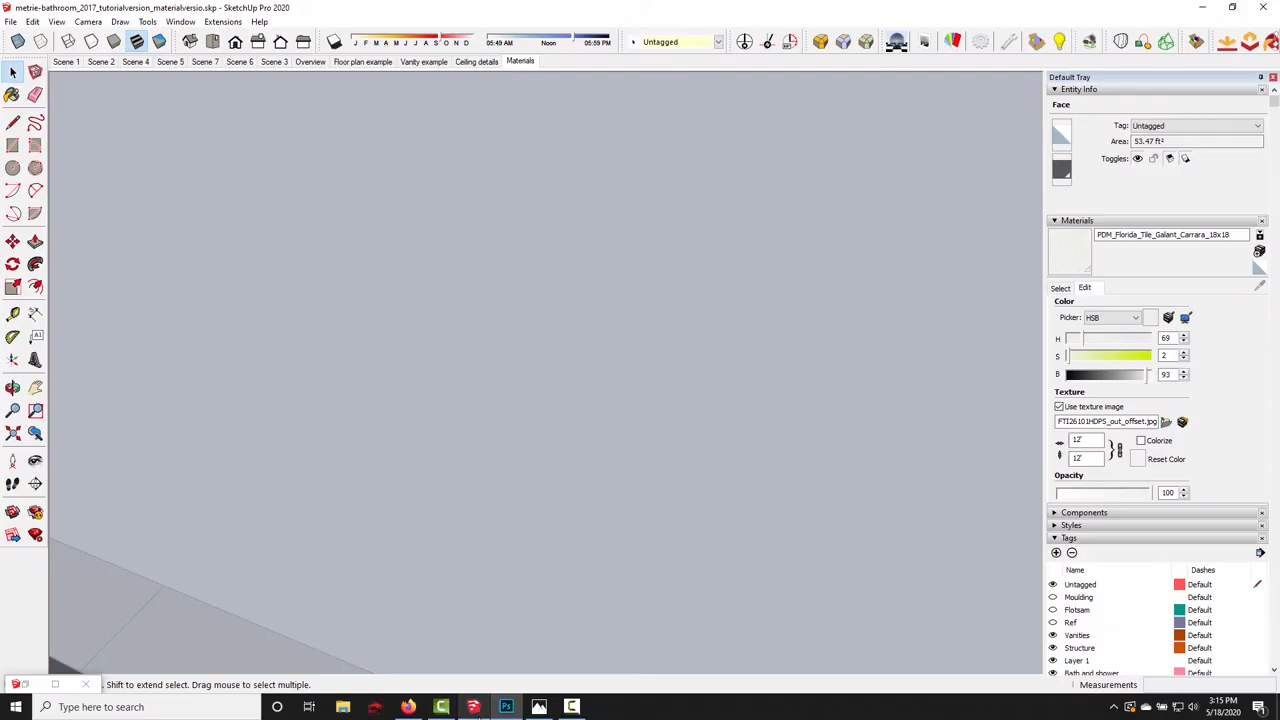 metrie-bathroom_2017_tutorialversion_materialversio.skp - SketchUp Pro 2020
File Edit View Camera Draw Tools Window Extensions Help
J F M A M J J A S O N D 05:49 AM Noon 05:59 PM Untagged
Scene 1 Scene 2 Scene 4 Scene 5 Scene 7 Scene 6 Scene 3 Overview Floor plan example Vanity example Ceiling details Materials
Default Tray
Entity Info
Face
Tag: Untagged
Area: 53.47 ft²
Toggles:
Materials
PDM_Florida_Tile_Galant_Carrara_18x18
Select Edit
Color
Picker: HSB
H 69
S 2
B 93
Texture
Use texture image
FTI26101HDPS_out_offset.jpg
12' Colorize
12' Reset Color
Opacity
100
Components
Styles
Tags
Name Dashes
Untagged Default
Moulding Default
Flotsam Default
Ref Default
Vanities Default
Structure Default
Layer 1 Default
Bath and shower Default
Shift to extend select. Drag mouse to select multiple. Measurements
Type here to search
3:15 PM
5/18/2020